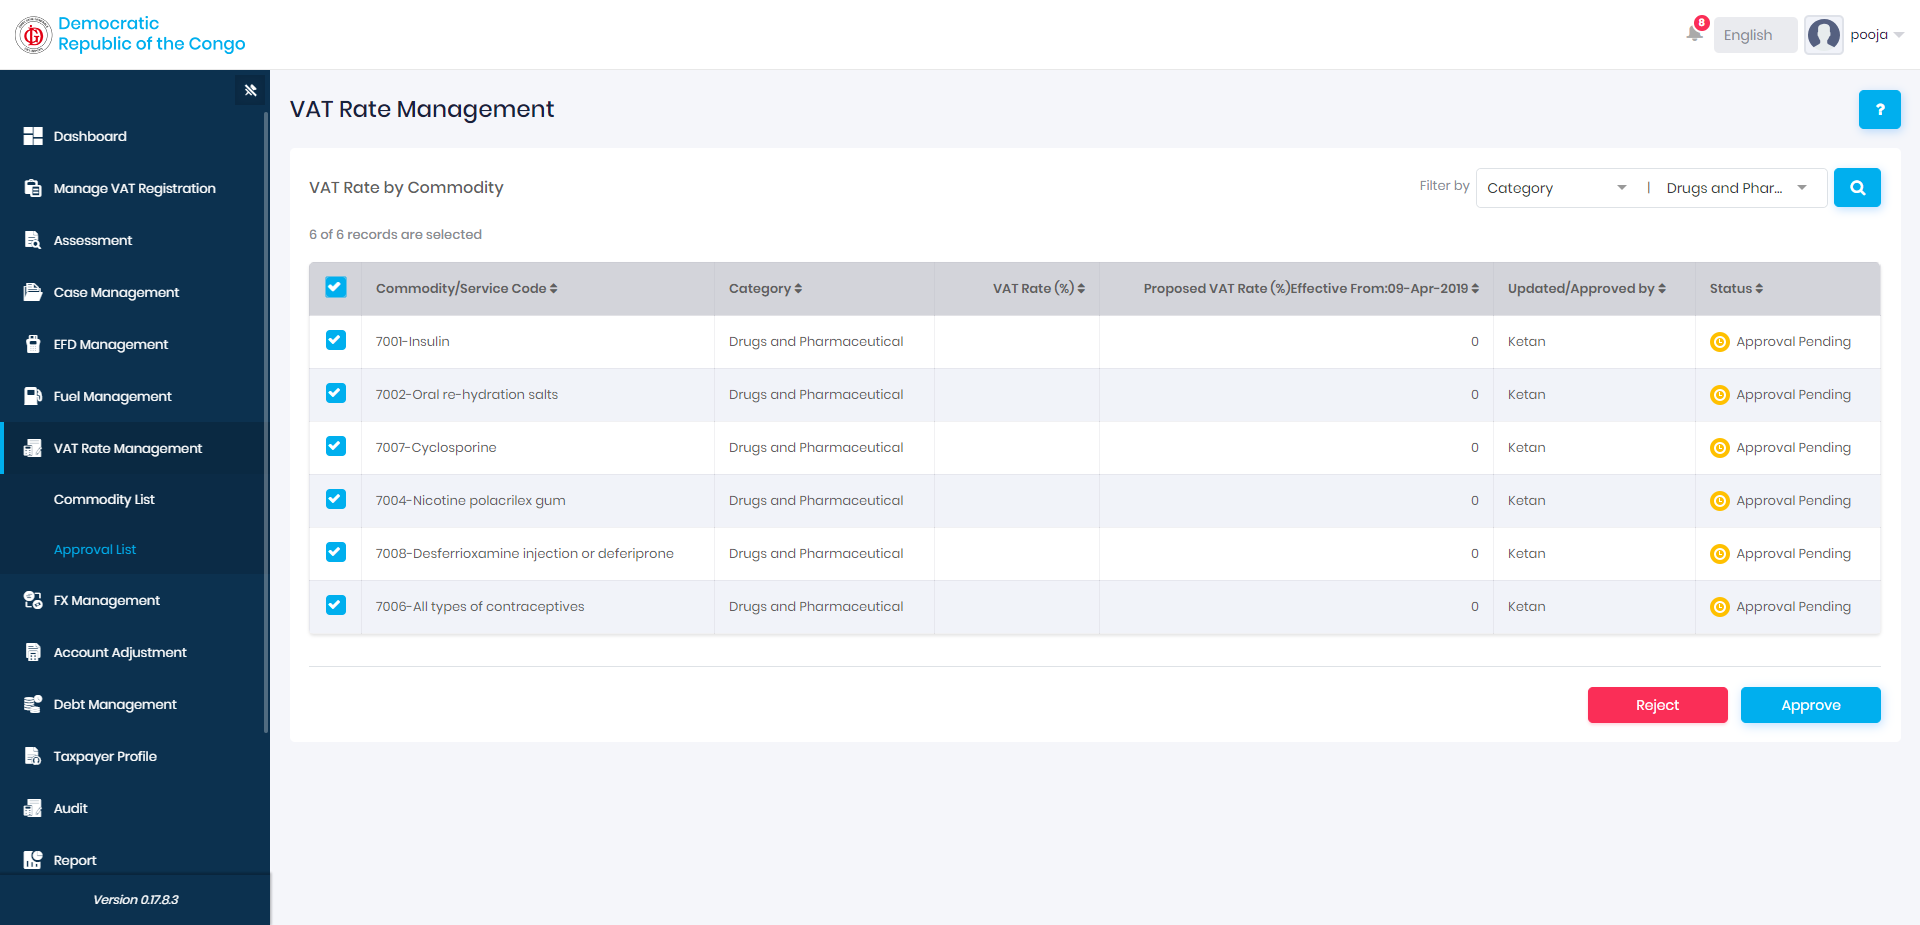 Democratic
Republic of the Congo
8
English
pooja
Dashboard
Manage VAT Registration
Assessment
Case Management
EFD Management
Fuel Management
VAT Rate Management
Commodity List
Approval List
FX Management
Account Adjustment
Debt Management
Taxpayer Profile
Audit
Report
Version 0.17.8.3
VAT Rate Management
?
VAT Rate by Commodity
Filter by
Category | Drugs and Phar...
6 of 6 records are selected
Commodity/Service Code Category VAT Rate (%) Proposed VAT Rate (%)Effective From:09-Apr-2019 Updated/Approved by Status
7001-Insulin Drugs and Pharmaceutical 0 Ketan Approval Pending
7002-Oral re-hydration salts Drugs and Pharmaceutical 0 Ketan Approval Pending
7007-Cyclosporine Drugs and Pharmaceutical 0 Ketan Approval Pending
7004-Nicotine polacrilex gum Drugs and Pharmaceutical 0 Ketan Approval Pending
7008-Desferrioxamine injection or deferiprone Drugs and Pharmaceutical 0 Ketan Approval Pending
7006-All types of contraceptives Drugs and Pharmaceutical 0 Ketan Approval Pending
Reject
Approve